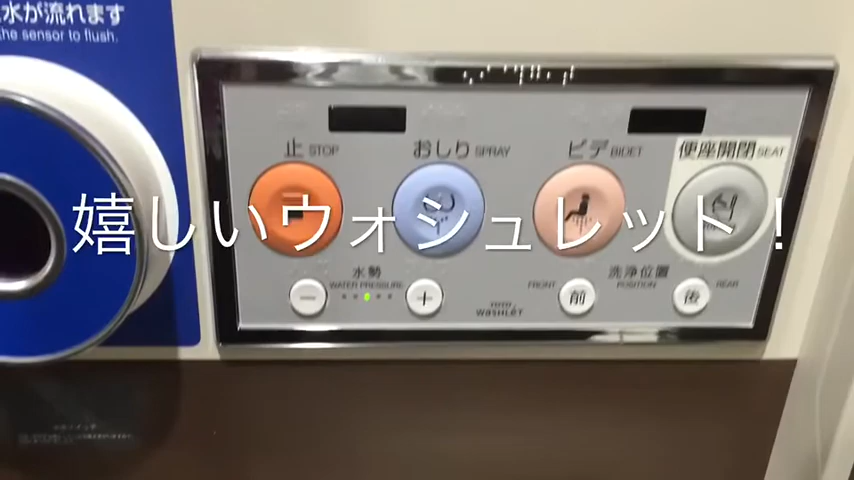 水が流れます
the sensor to flush.
止 STOP
おしり SPRAY
ビデ BIDET
便座開閉 SEAT
嬉しいウォシュレット！
水勢
WATER PRESSURE
− +
洗浄位置
POSITION
FRONT 前
後 REAR
TOTO
WASHLET